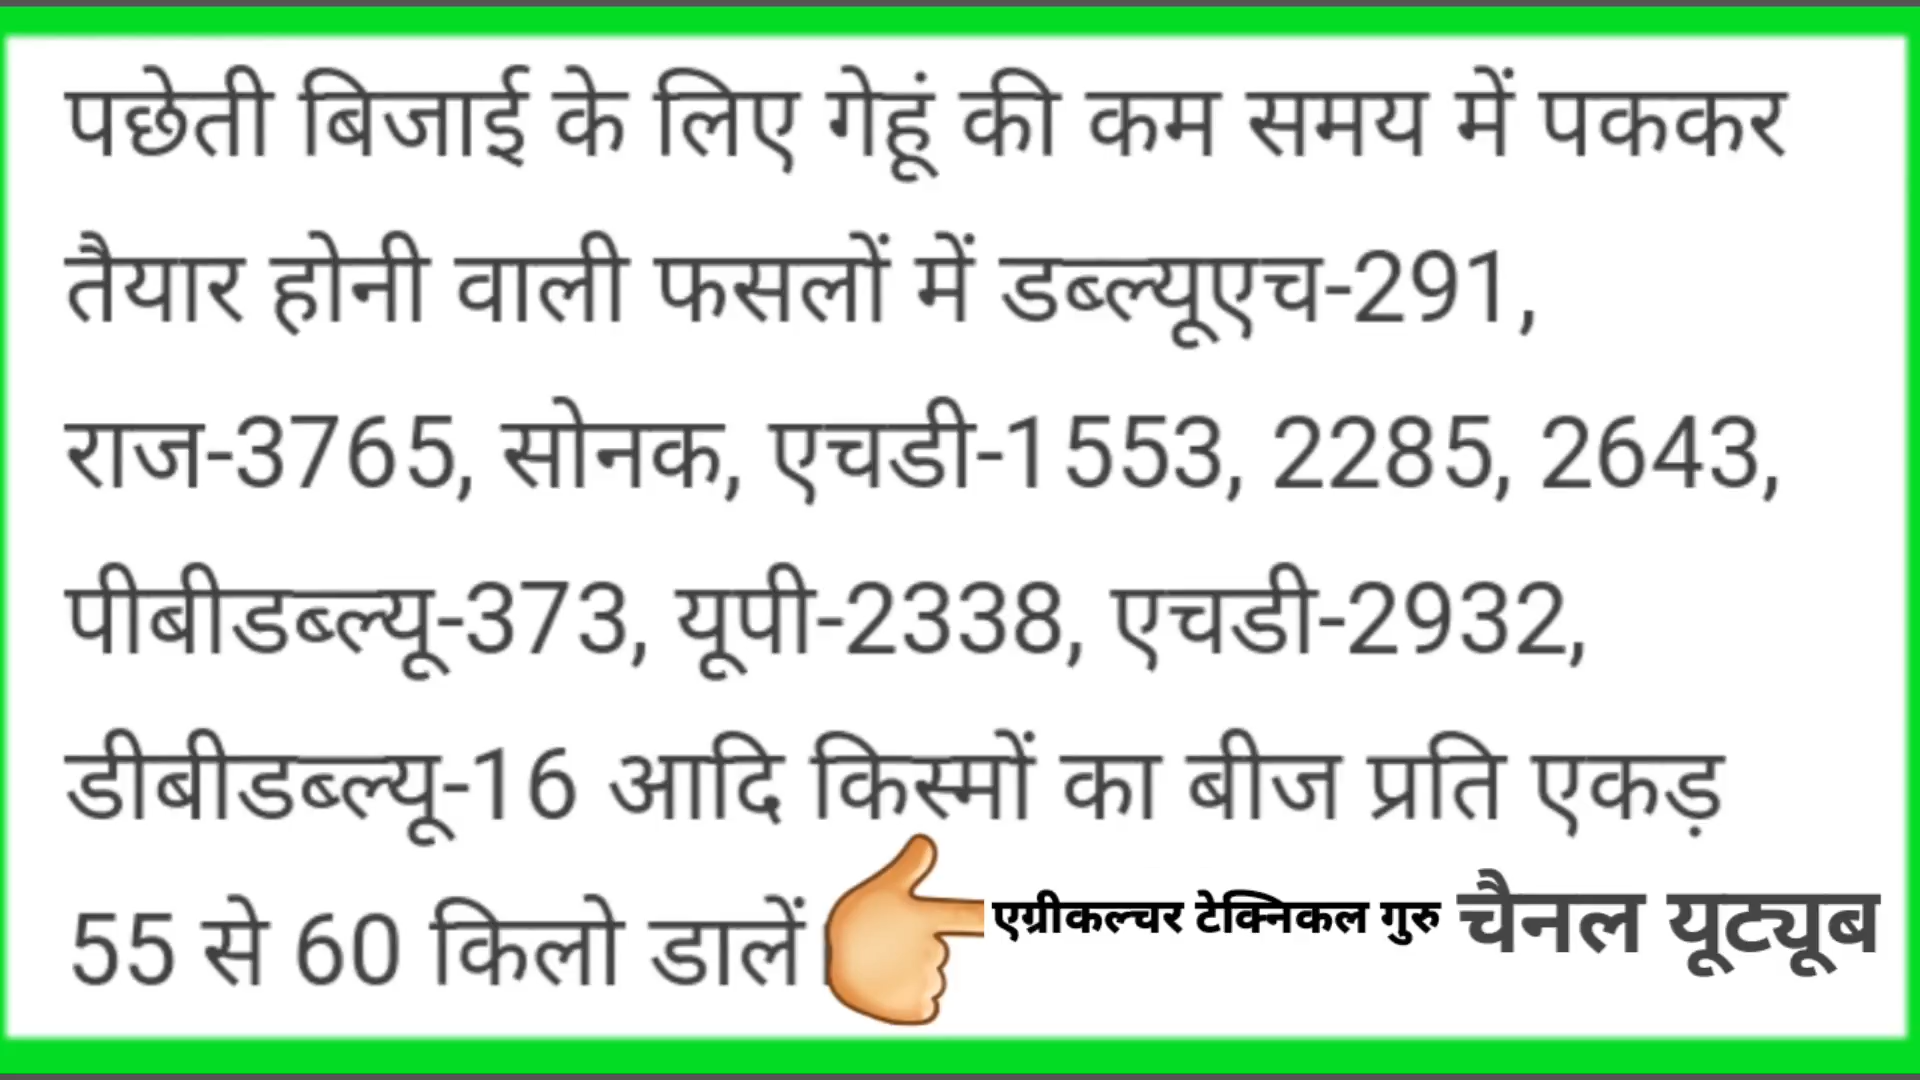 पछेती बिजाई के लिए गेहूं की कम समय में पककर
तैयार होनी वाली फसलों में डब्ल्यूएच-291,
राज-3765, सोनक, एचडी-1553, 2285, 2643,
पीबीडब्ल्यू-373, यूपी-2338, एचडी-2932,
डीबीडब्ल्यू-16 आदि किस्मों का बीज प्रति एकड़
55 से 60 किलो डालें
एग्रीकल्चर टेक्निकल गुरु चैनल यूट्यूब